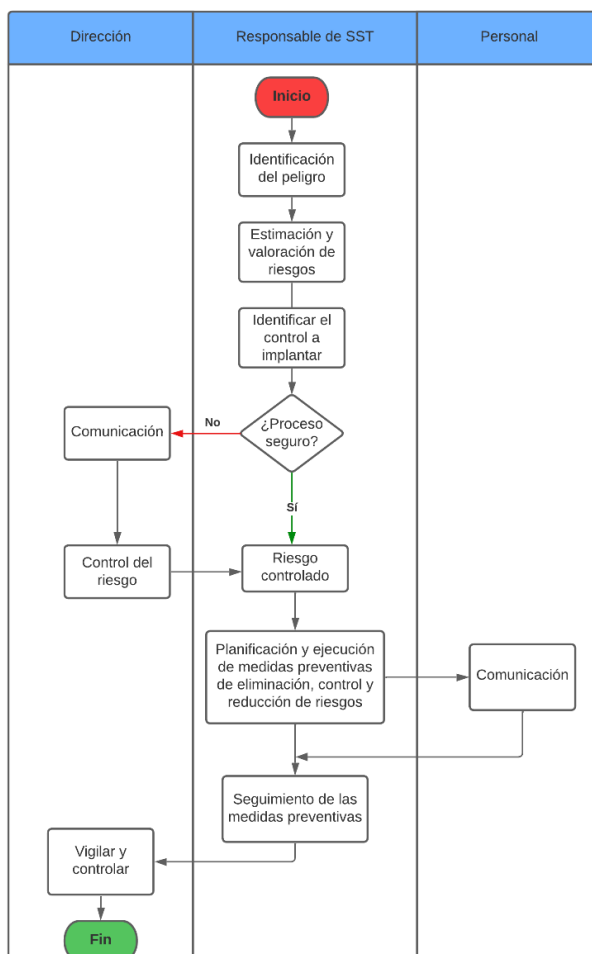 Dirección
Responsable de SST
Personal
Inicio
Identificación
del peligro
Estimación y
valoración de
riesgos
Identificar el
control a
implantar
¿Proceso
seguro?
No
Comunicación
Sí
Control del
riesgo
Riesgo
controlado
Planificación y ejecución
de medidas preventivas
de eliminación, control y
reducción de riesgos
Comunicación
Seguimiento de las
medidas preventivas
Vigilar y
controlar
Fin